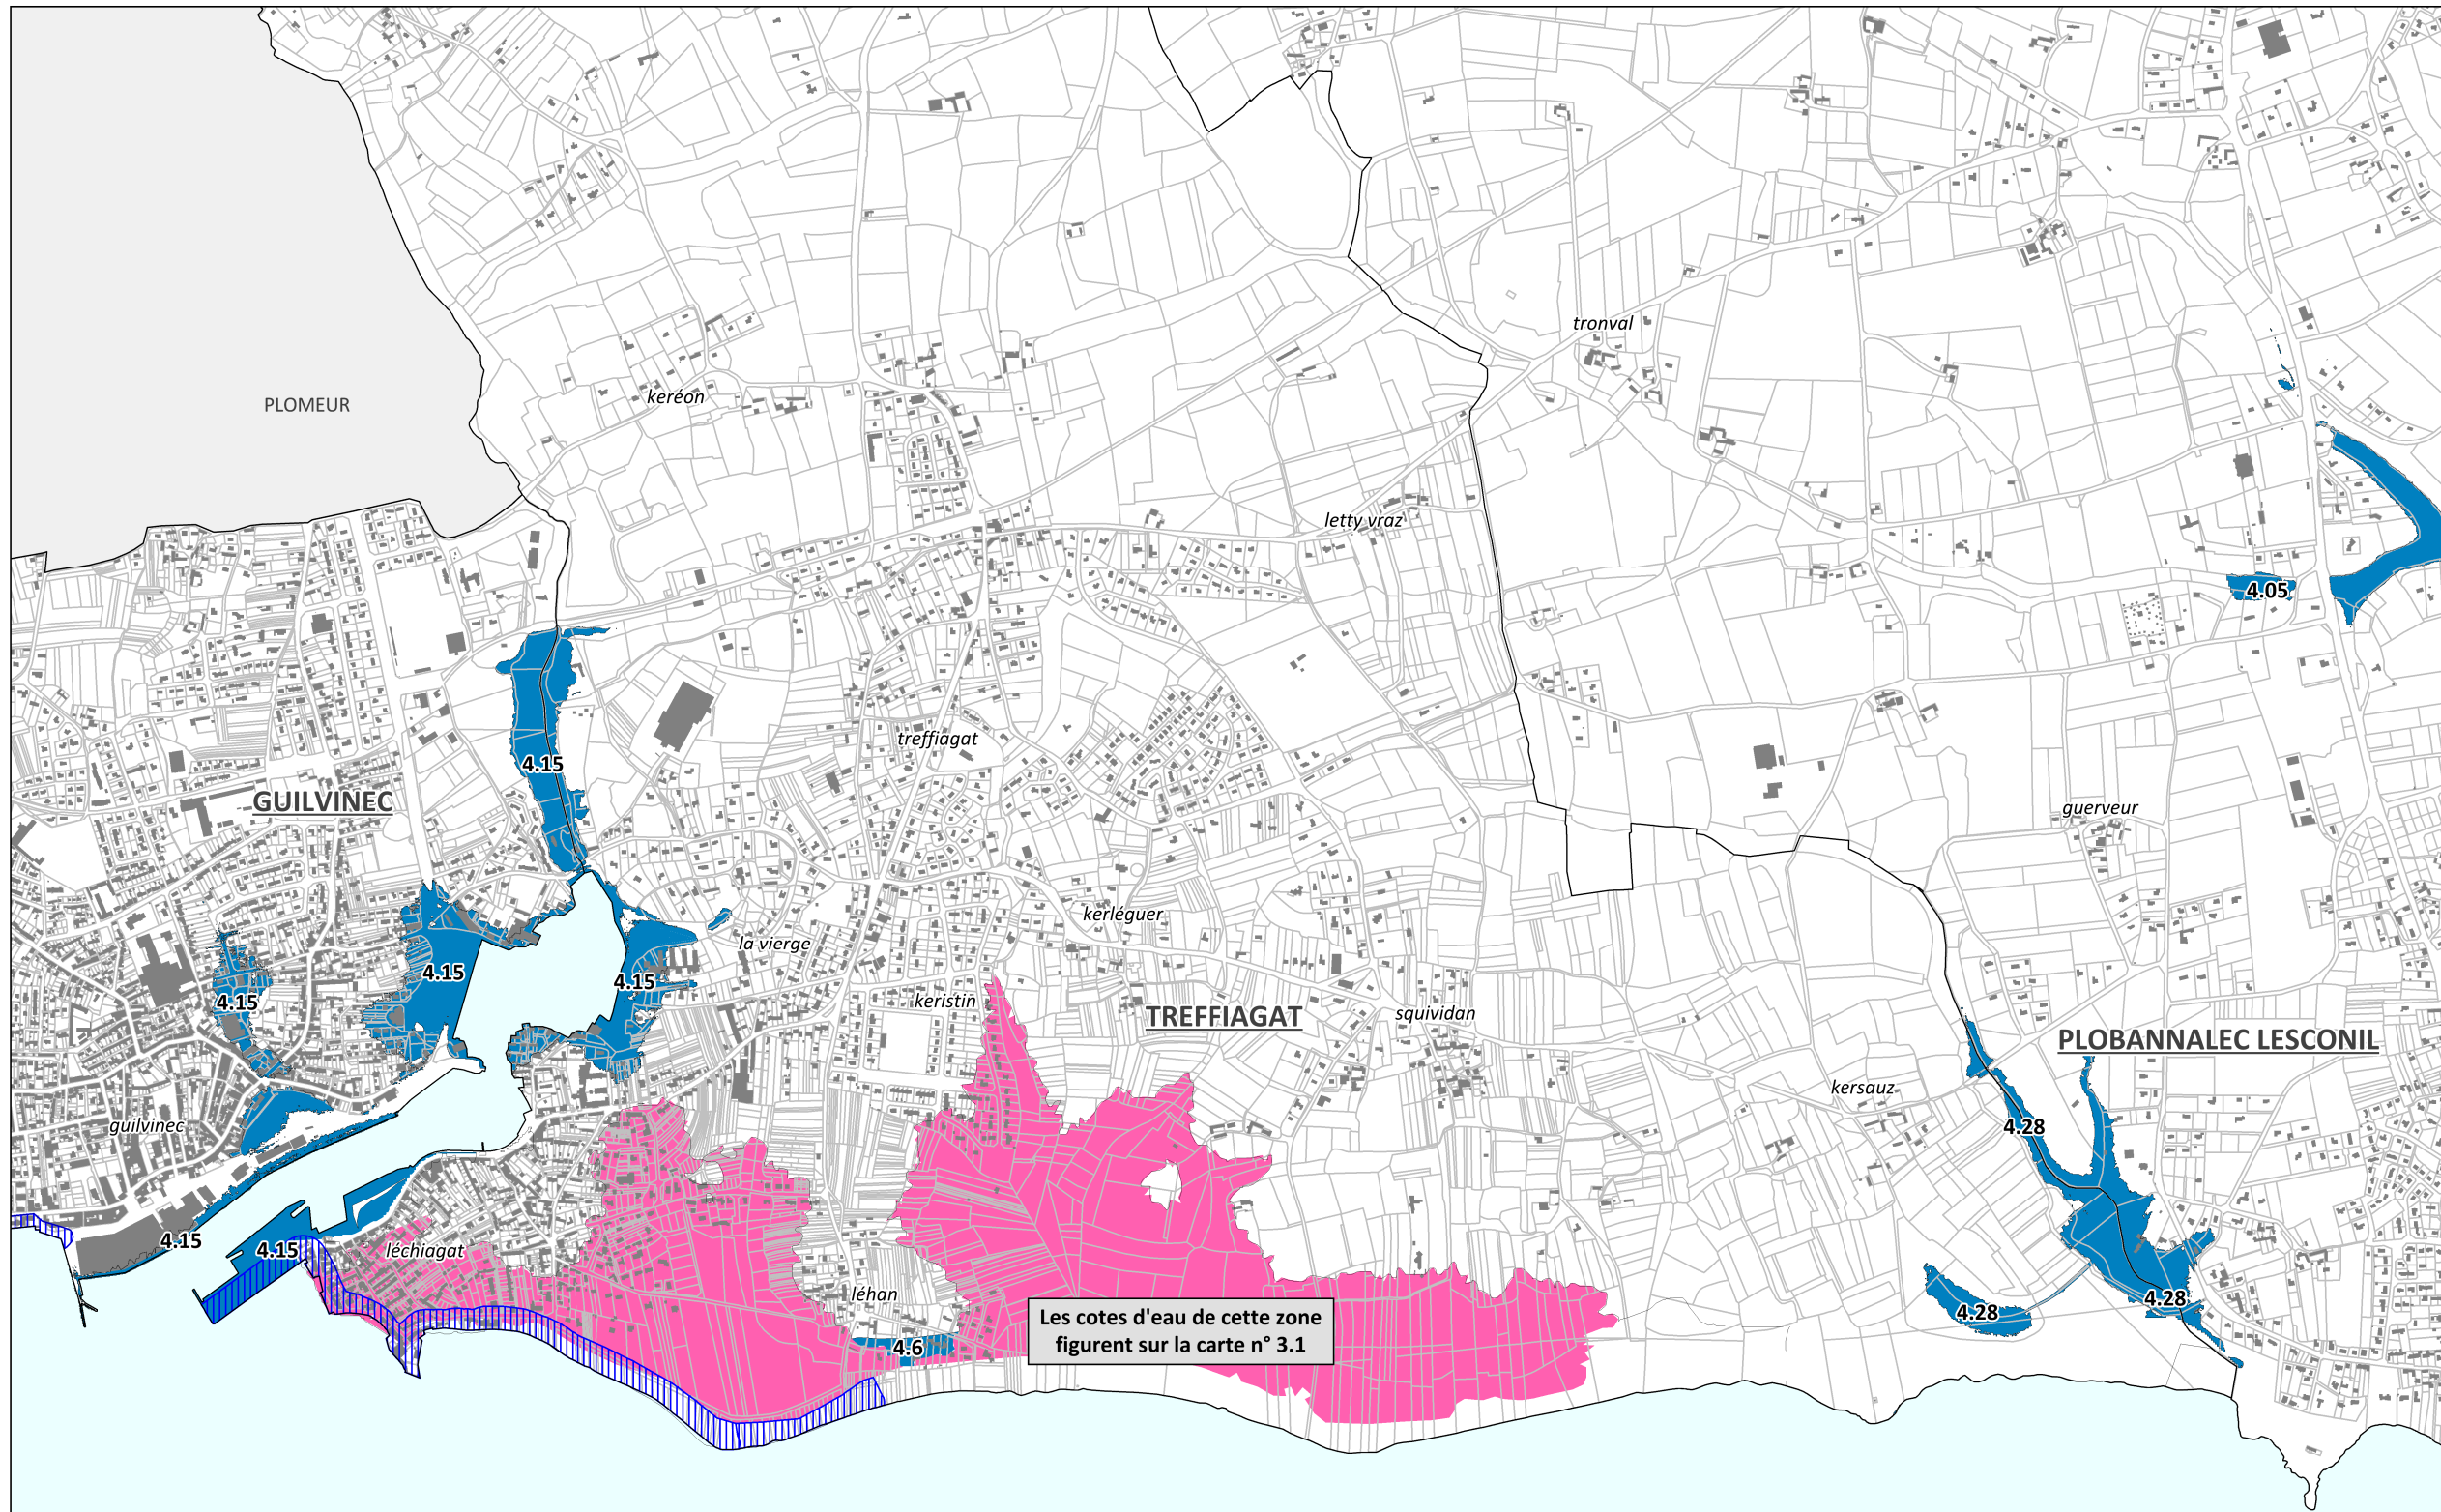 tronval
PLOMEUR
keréon
letty vraz
4.05
treffiagat
4.15
GUILVINEC
guerveur
kerléguer
la vierge
4.15
4.15
4.15
keristin
TREFFIAGAT
squividan
PLOBANNALEC LESCONIL
kersauz
guilvinec
4.28
4.15
4.15
léchiagat
léhan
4.28
4.28
Les cotes d'eau de cette zone
figurent sur la carte n° 3.1
4.6